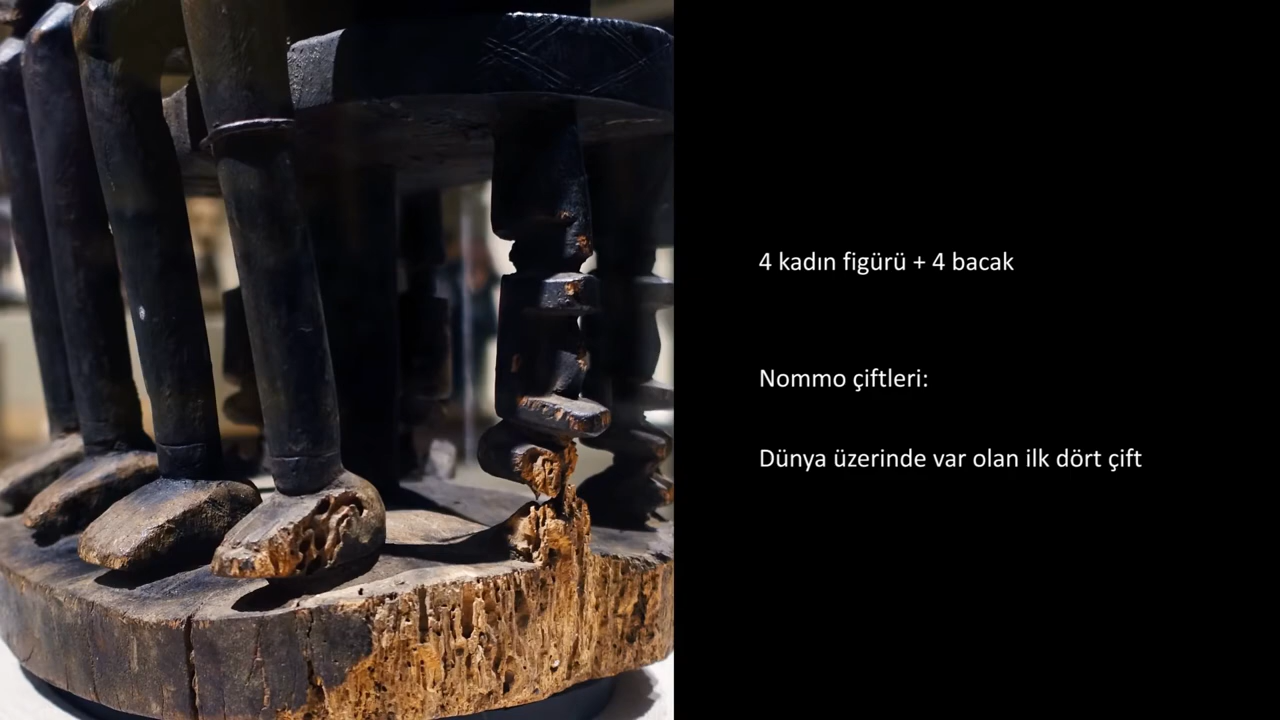 4 kadın figürü + 4 bacak
Nommo çiftleri:
Dünya üzerinde var olan ilk dört çift